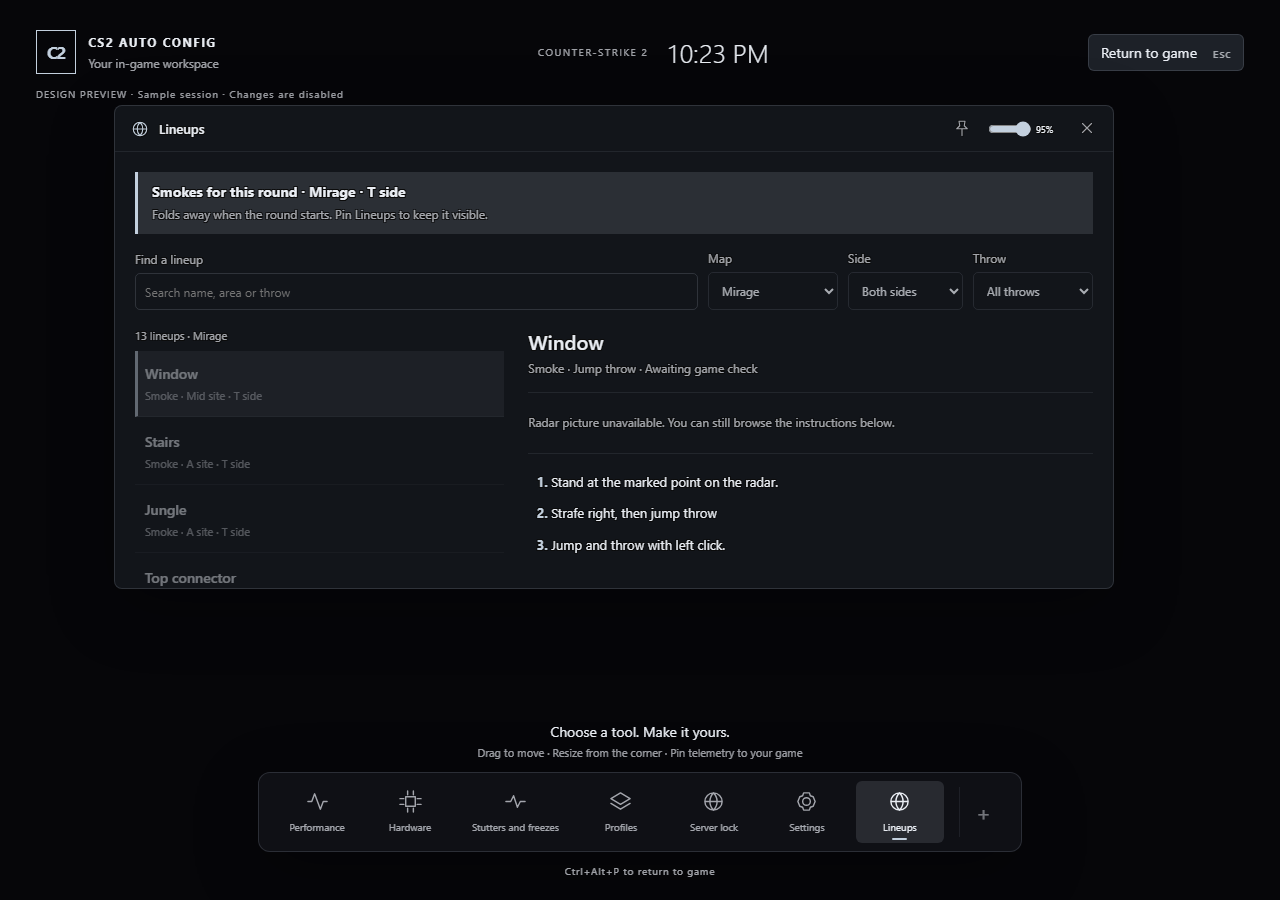 C2
CS2 AUTO CONFIG
Your in-game workspace
COUNTER-STRIKE 2 10:23 PM
Return to game Esc
DESIGN PREVIEW · Sample session · Changes are disabled
Lineups
95%
Smokes for this round · Mirage · T side
Folds away when the round starts. Pin Lineups to keep it visible.
Find a lineup
Search name, area or throw
Map
Mirage
Side
Both sides
Throw
All throws
13 lineups · Mirage
Window
Smoke · Mid site · T side
Stairs
Smoke · A site · T side
Jungle
Smoke · A site · T side
Top connector
Window
Smoke · Jump throw · Awaiting game check
Radar picture unavailable. You can still browse the instructions below.
1. Stand at the marked point on the radar.
2. Strafe right, then jump throw
3. Jump and throw with left click.
Choose a tool. Make it yours.
Drag to move · Resize from the corner · Pin telemetry to your game
Performance
Hardware
Stutters and freezes
Profiles
Server lock
Settings
Lineups
+
Ctrl+Alt+P to return to game